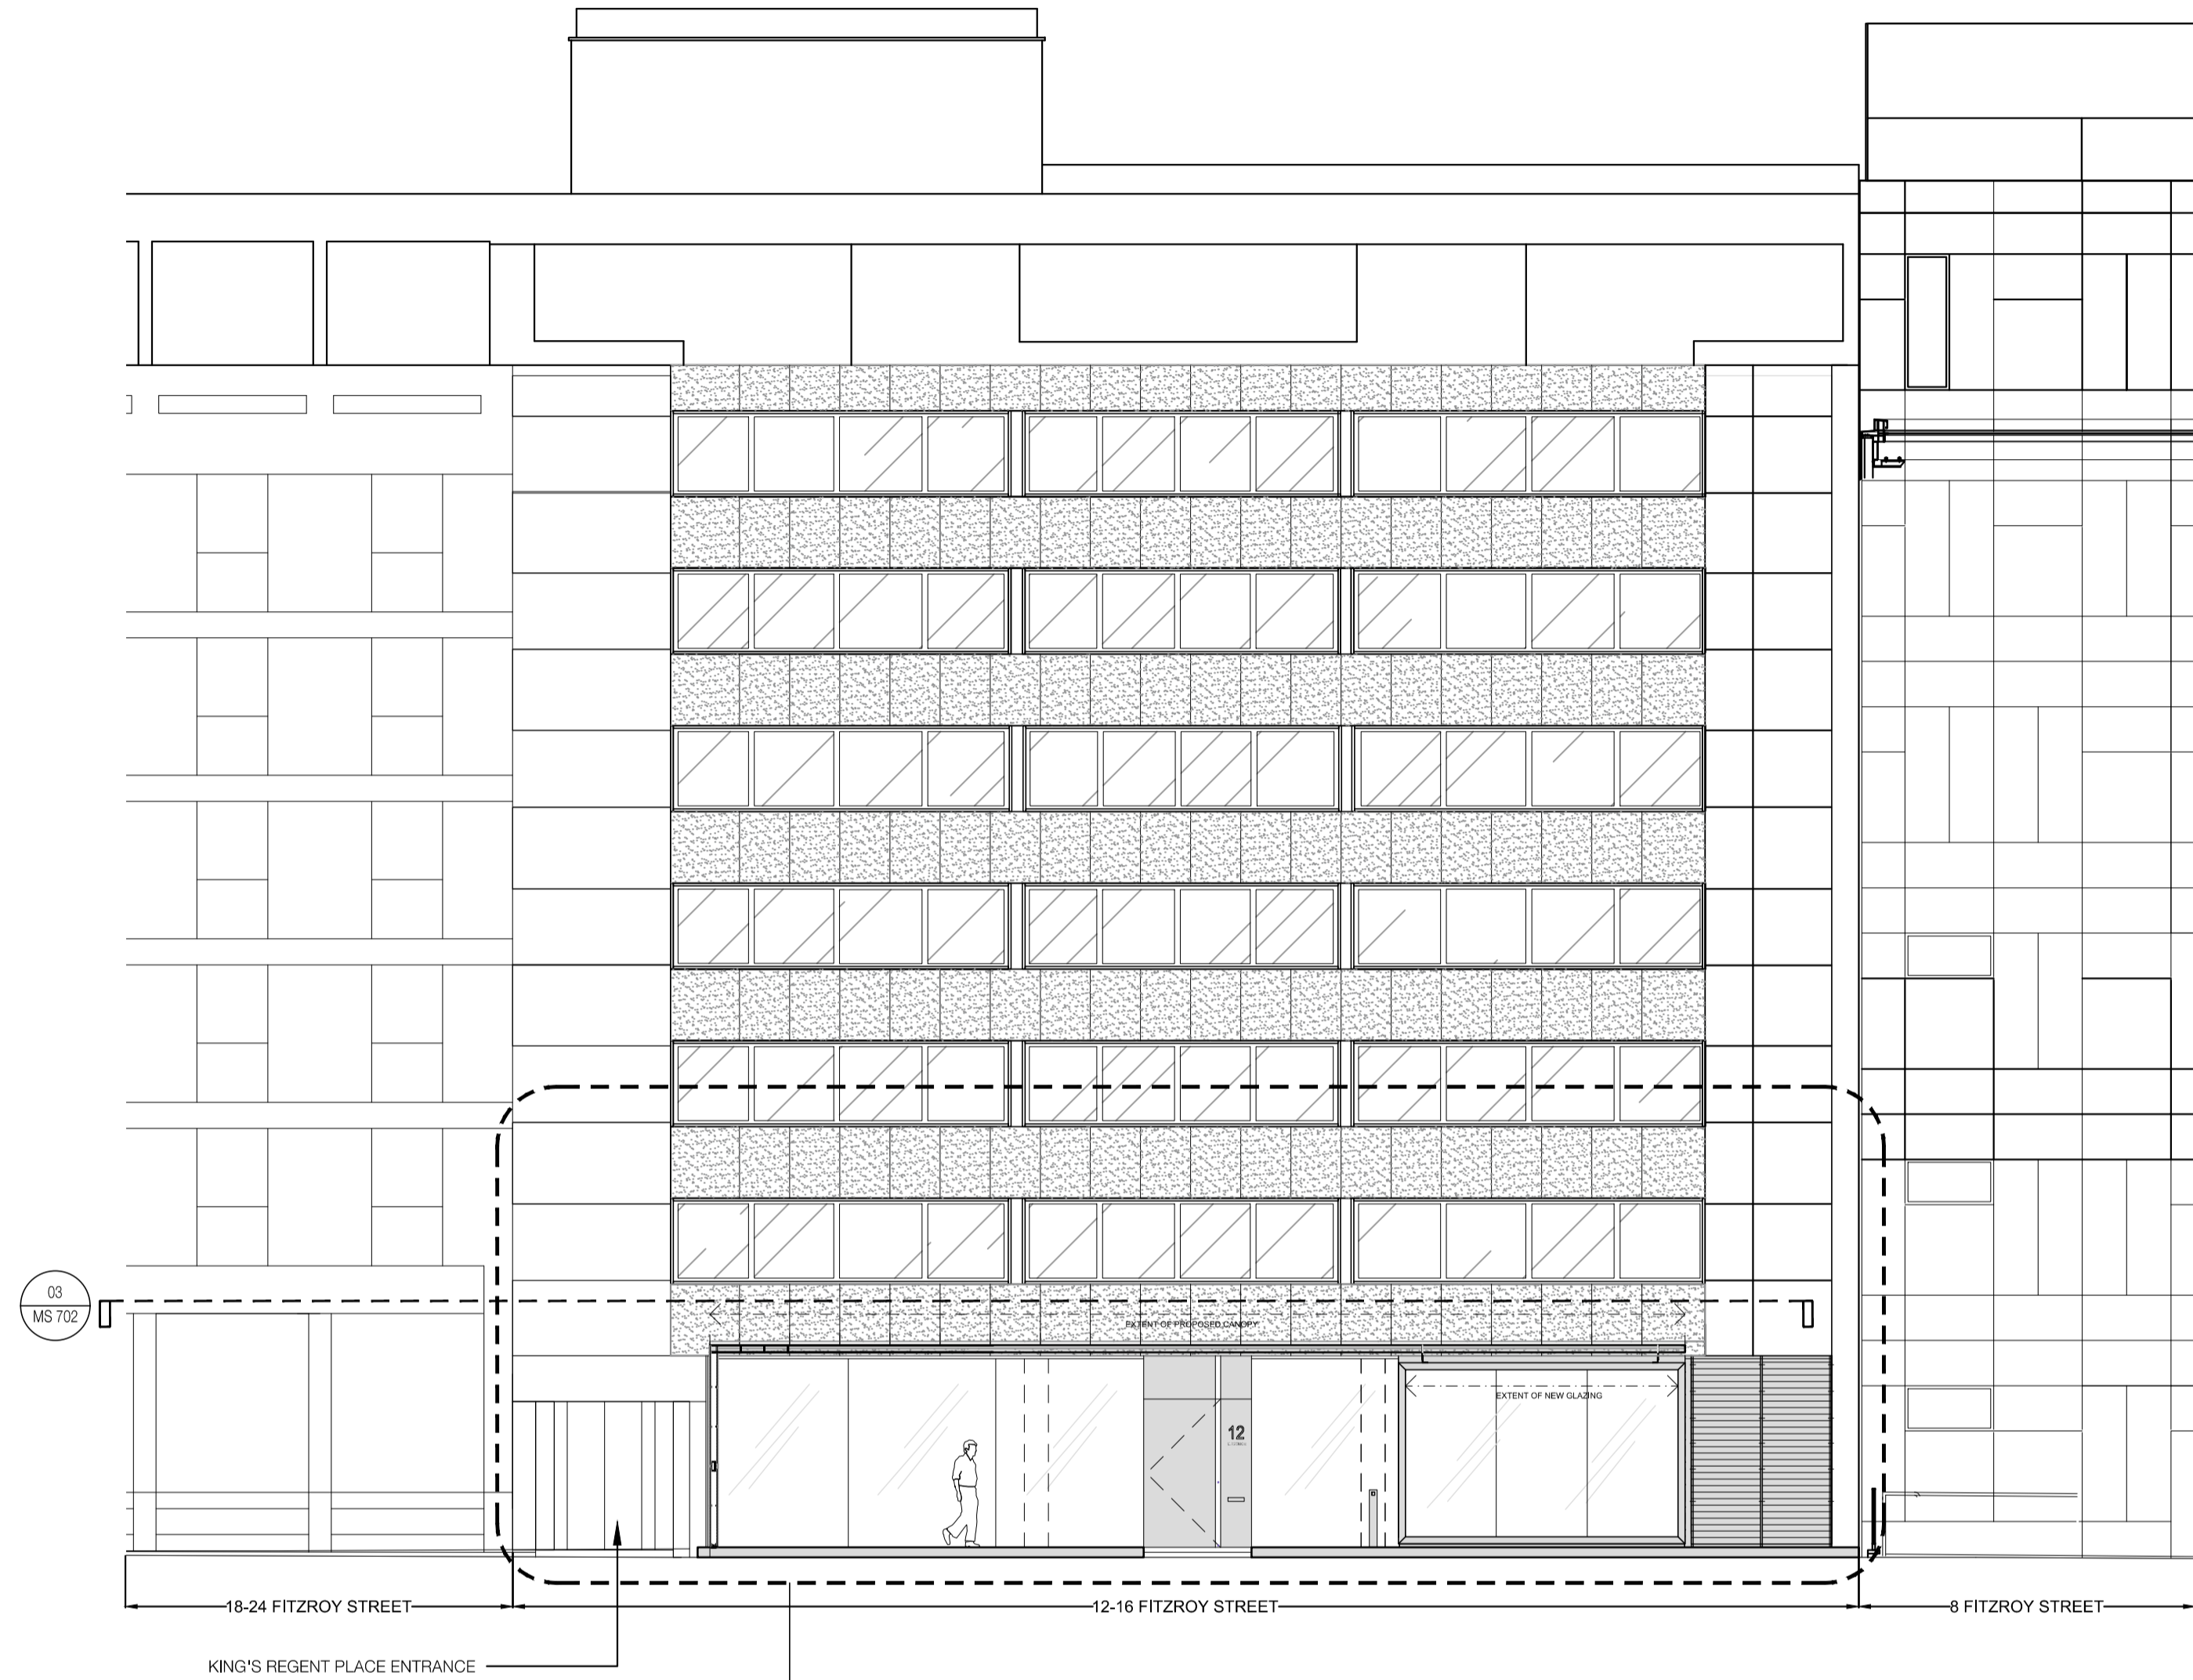 03
MS 702
EXTENT OF PROPOSED CANOPY
EXTENT OF NEW GLAZING
12
18-24 FITZROY STREET
12-16 FITZROY STREET
8 FITZROY STREET
KING'S REGENT PLACE ENTRANCE